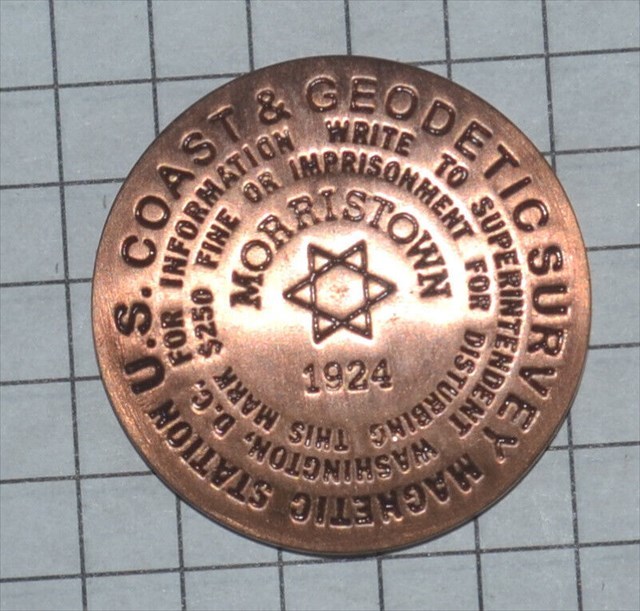 U.S. COAST & GEODETIC SURVEY MAGNETIC STATION
FOR INFORMATION WRITE TO SUPERINTENDENT WASHINGTON, D.C.
$250 FINE OR IMPRISONMENT FOR DISTURBING THIS MARK
MORRISTOWN
1924